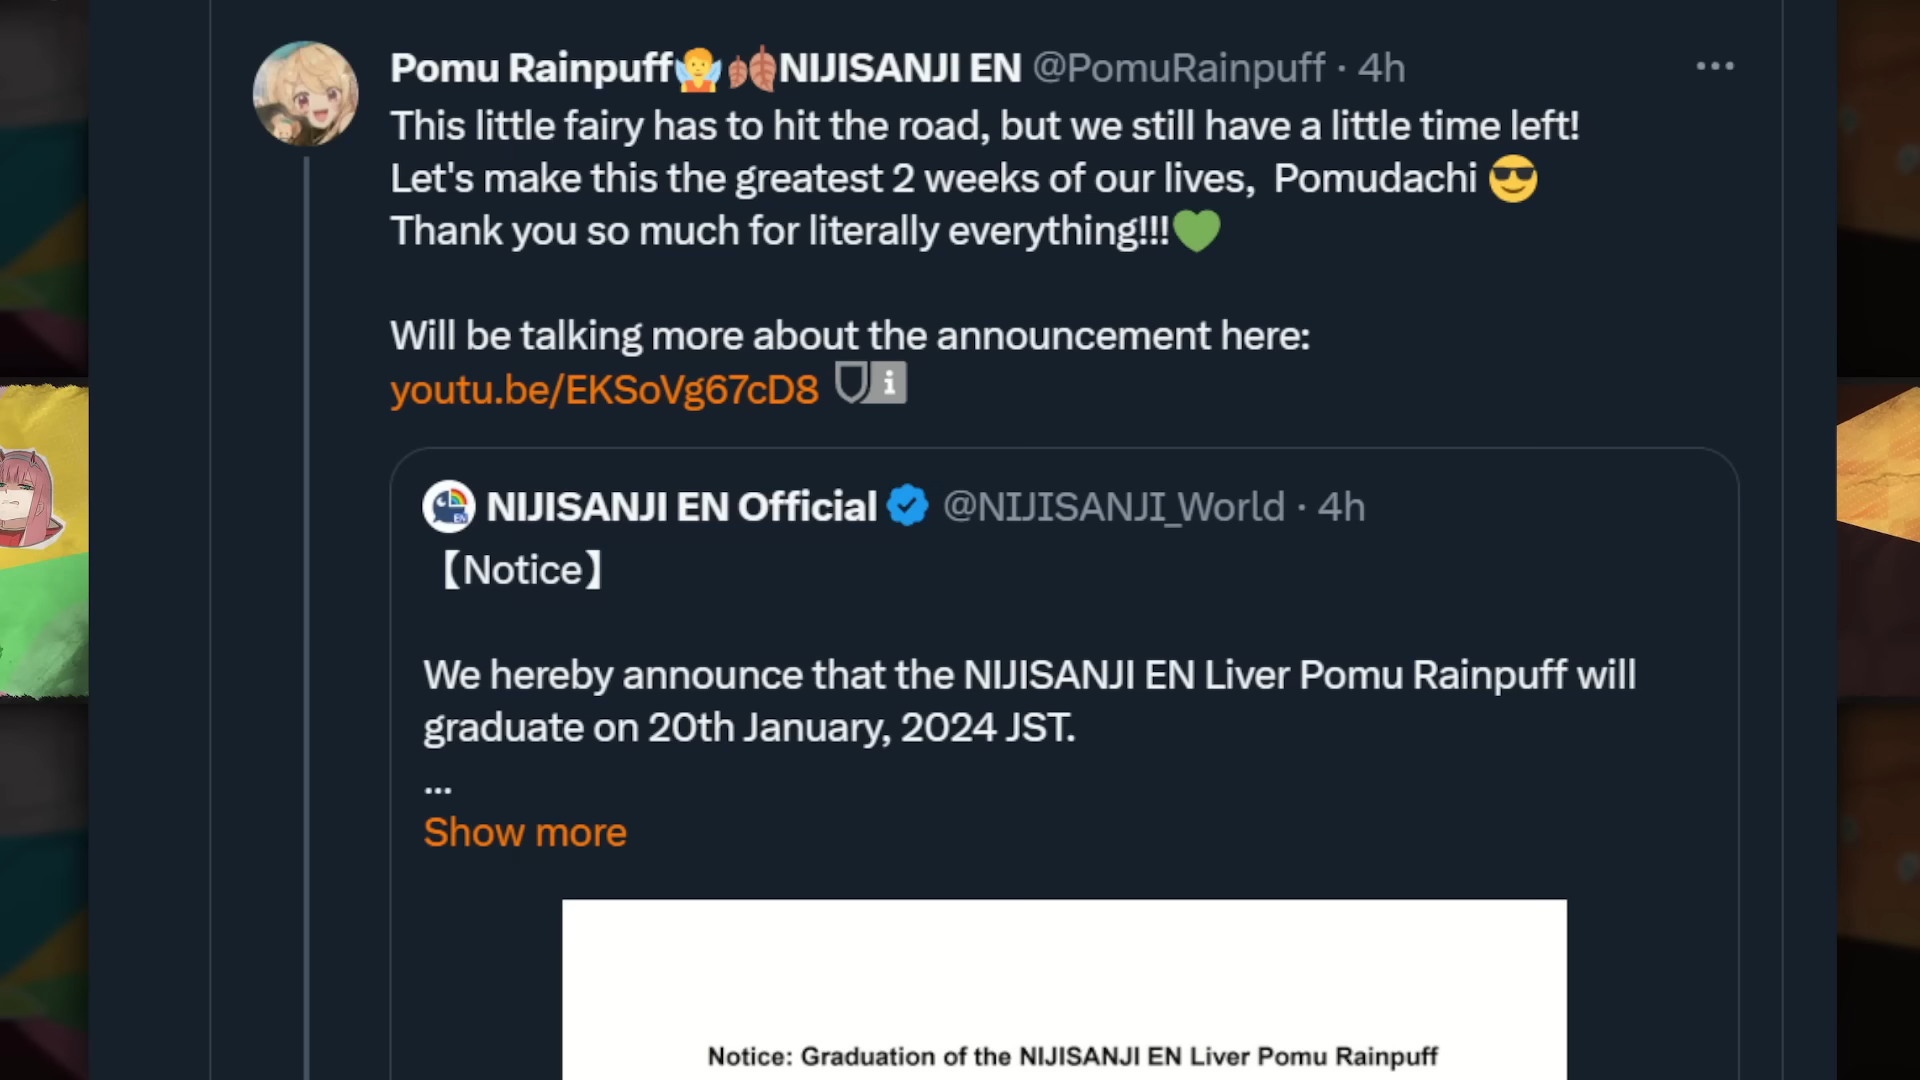 Pomu Rainpuff🧚🍂NIJISANJI EN @PomuRainpuff · 4h
This little fairy has to hit the road, but we still have a little time left!
Let's make this the greatest 2 weeks of our lives,  Pomudachi 😎
Thank you so much for literally everything!!!💚
Will be talking more about the announcement here:
youtu.be/EKSoVg67cD8
NIJISANJI EN Official @NIJISANJI_World · 4h
【Notice】
We hereby announce that the NIJISANJI EN Liver Pomu Rainpuff will
graduate on 20th January, 2024 JST.
...
Show more
Notice: Graduation of the NIJISANJI EN Liver Pomu Rainpuff